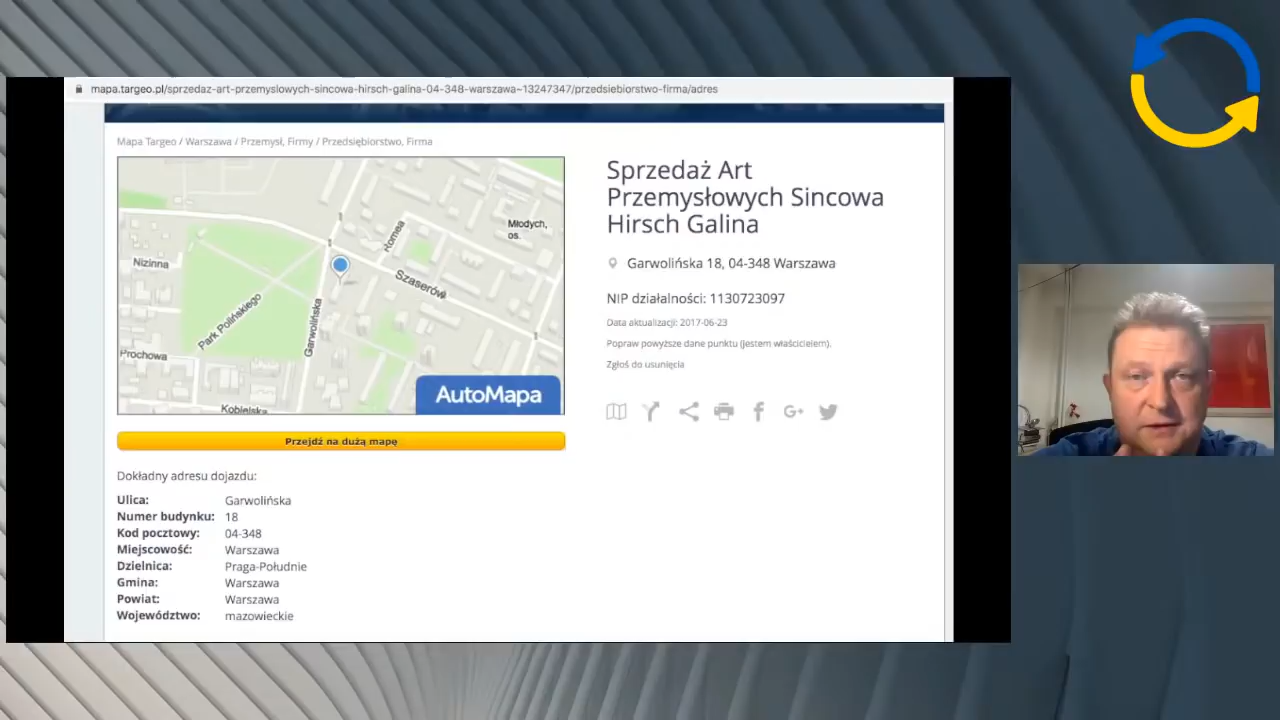 mapa.targeo.pl/sprzedaz-art-przemyslowych-sincowa-hirsch-galina-04-348-warszawa~13247347/przedsiebiorstwo-firma/adres
Mapa Targeo / Warszawa / Przemysł, Firmy / Przedsiębiorstwo, Firma
Sprzedaż Art
Przemysłowych Sincowa
Hirsch Galina
Garwolińska 18, 04-348 Warszawa
NIP działalności: 1130723097
Data aktualizacji: 2017-06-23
Popraw powyższe dane punktu (jestem właścicielem).
Zgłoś do usunięcia
G+
Młodych,
os.
Romea
Nizinna
Szaserów
Park Polińskiego
Garwolińska
Prochowa
Kobielska
AutoMapa
Przejdź na dużą mapę
Dokładny adresu dojazdu:
Ulica: Garwolińska
Numer budynku: 18
Kod pocztowy: 04-348
Miejscowość: Warszawa
Dzielnica: Praga-Południe
Gmina: Warszawa
Powiat: Warszawa
Województwo: mazowieckie